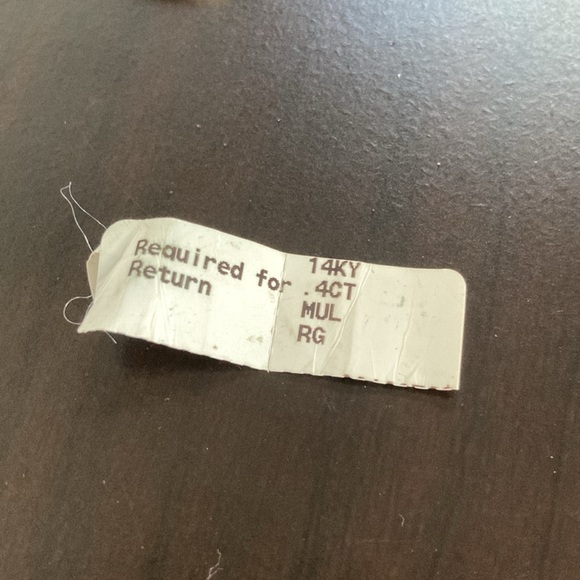 Required for
Return
14KY
.4CT
MUL
RG